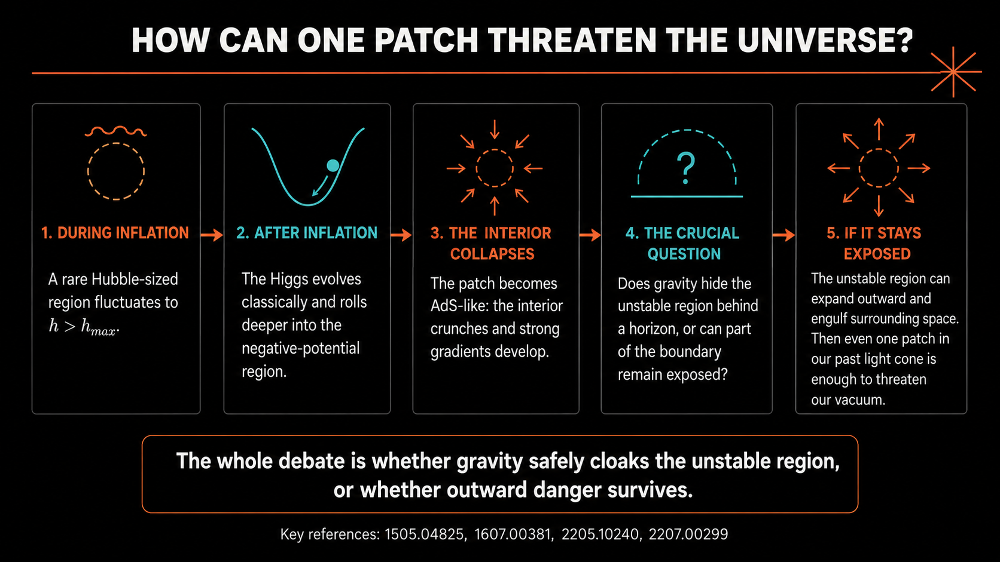 HOW CAN ONE PATCH THREATEN THE UNIVERSE?
1. DURING INFLATION
A rare Hubble-sized
region fluctuates to
h > h_max.
2. AFTER INFLATION
The Higgs evolves
classically and rolls
deeper into the
negative-potential
region.
3. THE INTERIOR
COLLAPSES
The patch becomes
AdS-like: the interior
crunches and strong
gradients develop.
?
4. THE CRUCIAL
QUESTION
Does gravity hide the
unstable region behind
a horizon, or can part
of the boundary
remain exposed?
5. IF IT STAYS
EXPOSED
The unstable region can
expand outward and
engulf surrounding space.
Then even one patch in
our past light cone is
enough to threaten
our vacuum.
The whole debate is whether gravity safely cloaks the unstable region,
or whether outward danger survives.
Key references: 1505.04825, 1607.00381, 2205.10240, 2207.00299